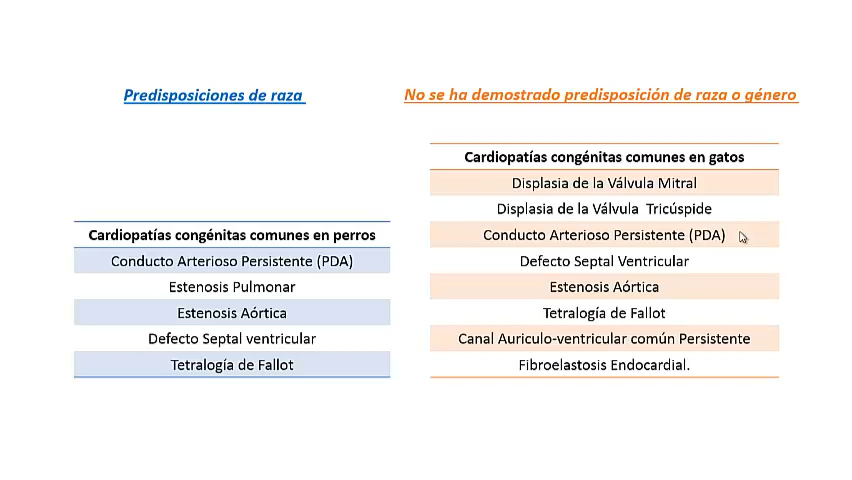 Predisposiciones de raza
No se ha demostrado predisposición de raza o género
Cardiopatías congénitas comunes en perros
Conducto Arterioso Persistente (PDA)
Estenosis Pulmonar
Estenosis Aórtica
Defecto Septal ventricular
Tetralogía de Fallot
Cardiopatías congénitas comunes en gatos
Displasia de la Válvula Mitral
Displasia de la Válvula Tricúspide
Conducto Arterioso Persistente (PDA)
Defecto Septal Ventricular
Estenosis Aórtica
Tetralogía de Fallot
Canal Auriculo-ventricular común Persistente
Fibroelastosis Endocardial.